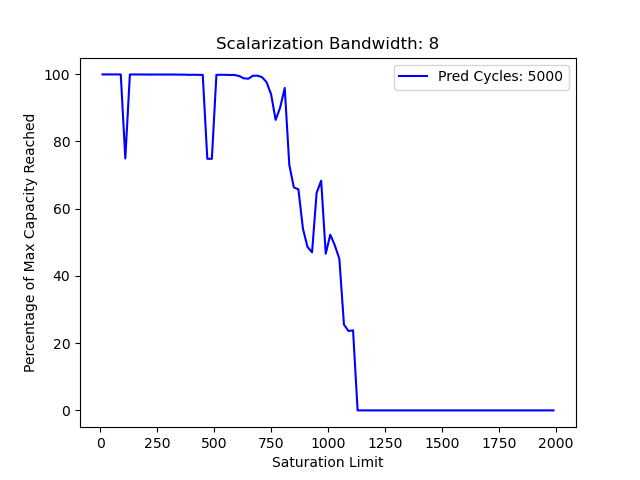 Scalarization Bandwidth: 8
Pred Cycles: 5000
Percentage of Max Capacity Reached
100
80
60
40
20
0
0 250 500 750 1000 1250 1500 1750 2000
Saturation Limit